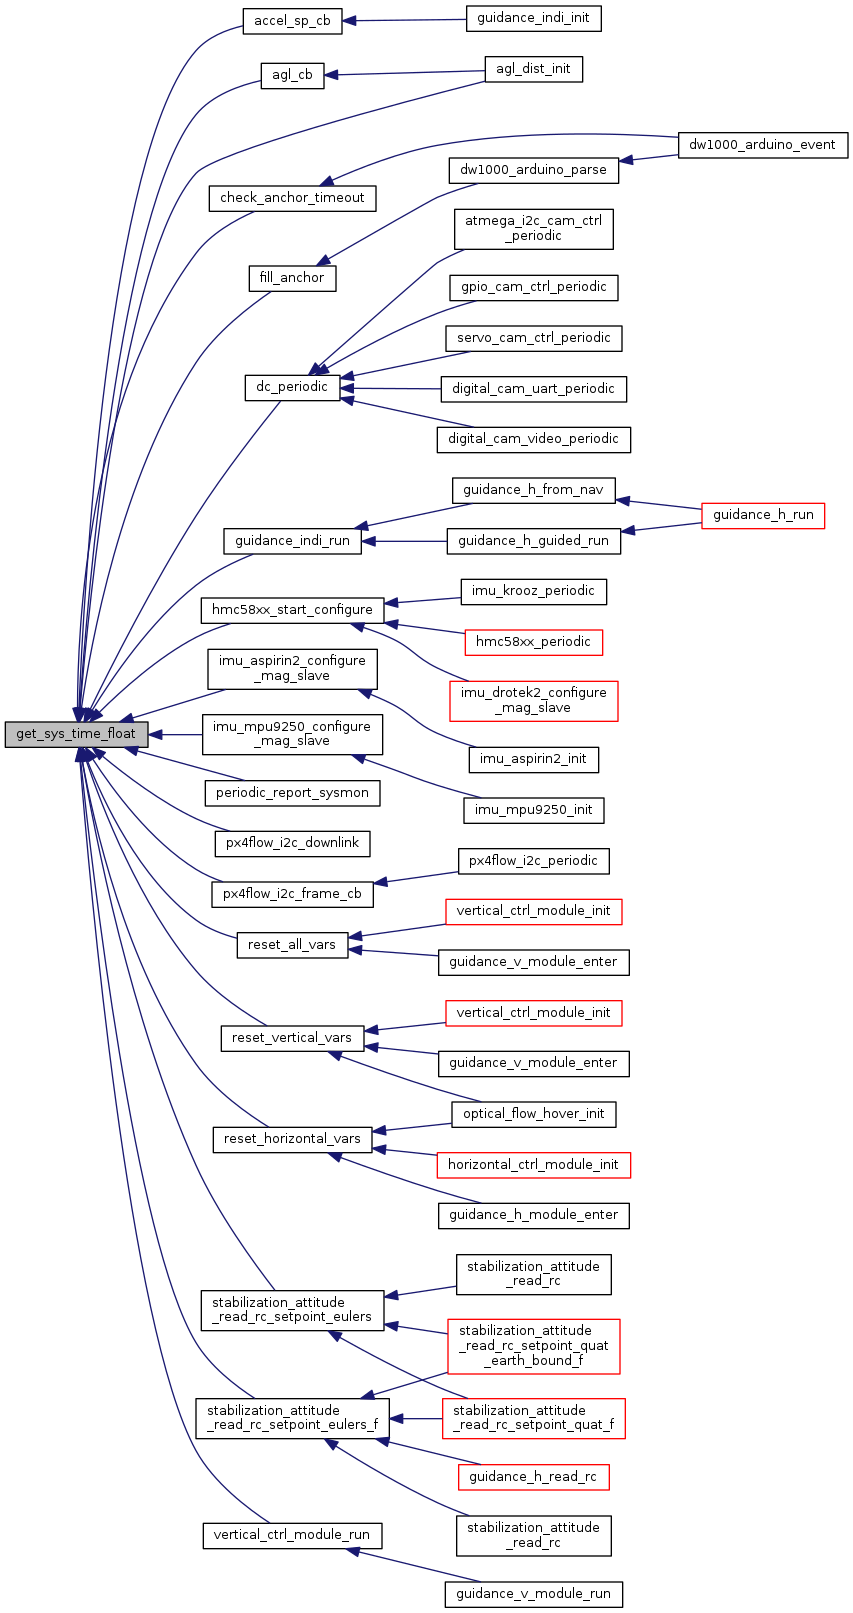 accel_sp_cb
guidance_indi_init
agl_cb
agl_dist_init
dw1000_arduino_event
dw1000_arduino_parse
check_anchor_timeout
atmega_i2c_cam_ctrl
_periodic
fill_anchor
gpio_cam_ctrl_periodic
servo_cam_ctrl_periodic
dc_periodic
digital_cam_uart_periodic
digital_cam_video_periodic
guidance_h_from_nav
guidance_h_run
guidance_indi_run
guidance_h_guided_run
imu_krooz_periodic
hmc58xx_start_configure
hmc58xx_periodic
imu_aspirin2_configure
_mag_slave
imu_drotek2_configure
_mag_slave
get_sys_time_float
imu_mpu9250_configure
_mag_slave
imu_aspirin2_init
periodic_report_sysmon
imu_mpu9250_init
px4flow_i2c_downlink
px4flow_i2c_periodic
px4flow_i2c_frame_cb
vertical_ctrl_module_init
reset_all_vars
guidance_v_module_enter
vertical_ctrl_module_init
reset_vertical_vars
guidance_v_module_enter
optical_flow_hover_init
reset_horizontal_vars
horizontal_ctrl_module_init
guidance_h_module_enter
stabilization_attitude
_read_rc
stabilization_attitude
_read_rc_setpoint_eulers
stabilization_attitude
_read_rc_setpoint_quat
_earth_bound_f
stabilization_attitude
_read_rc_setpoint_eulers_f
stabilization_attitude
_read_rc_setpoint_quat_f
guidance_h_read_rc
stabilization_attitude
_read_rc
vertical_ctrl_module_run
guidance_v_module_run